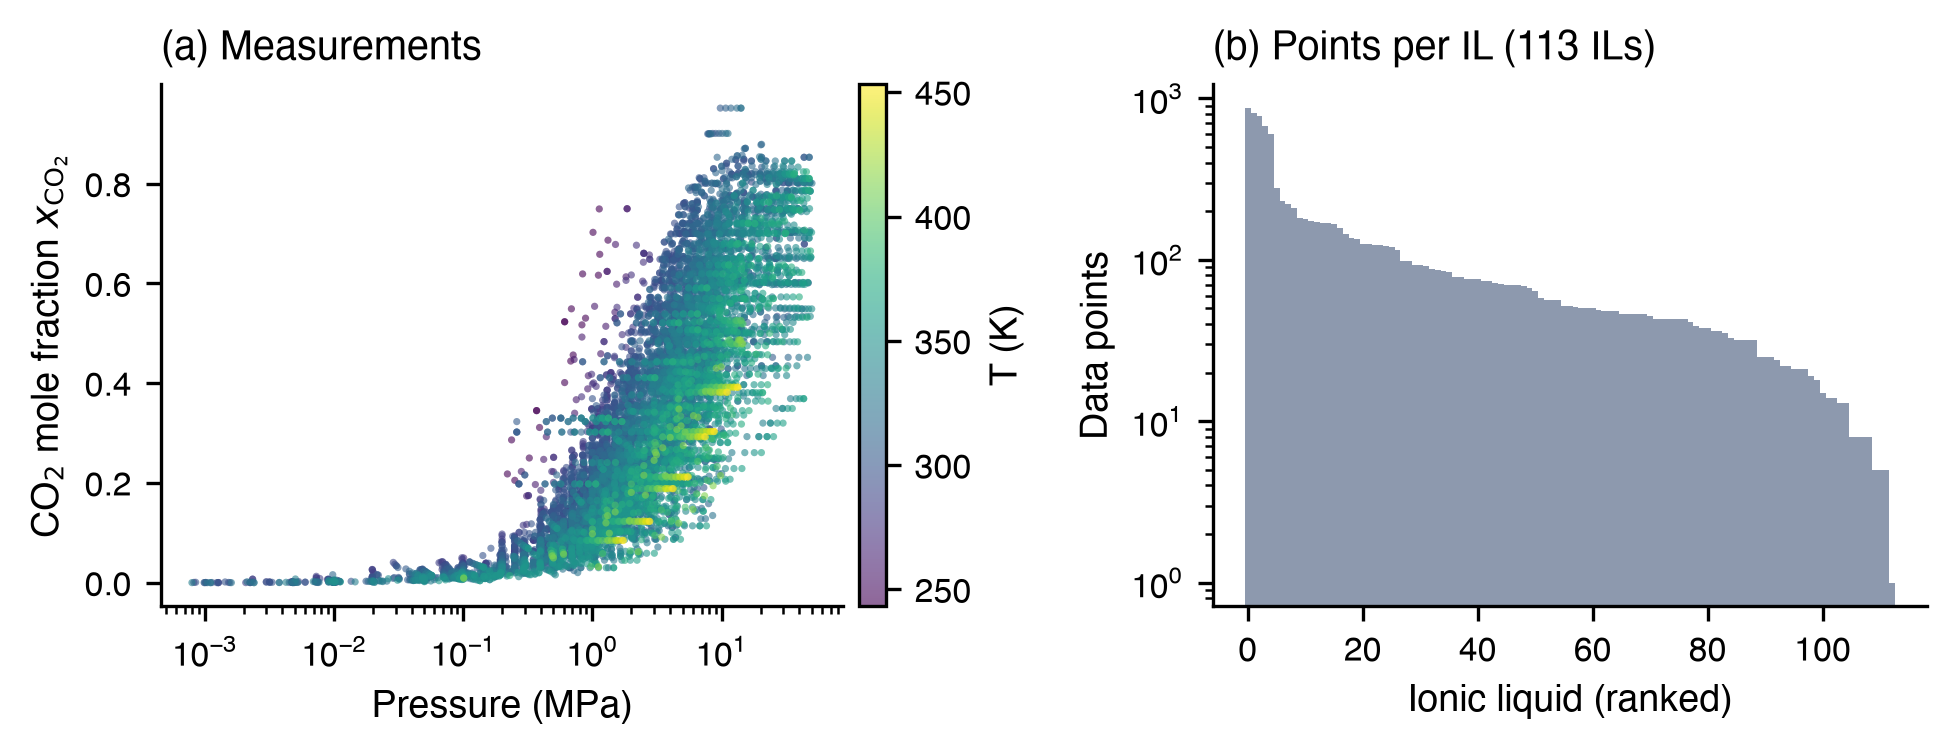 (a) Measurements
CO₂ mole fraction x_CO₂
0.8
0.6
0.4
0.2
0.0
10⁻³ 10⁻² 10⁻¹ 10⁰ 10¹
Pressure (MPa)
450
400
350
300
250
T (K)
(b) Points per IL (113 ILs)
Data points
10³
10²
10¹
10⁰
0 20 40 60 80 100
Ionic liquid (ranked)